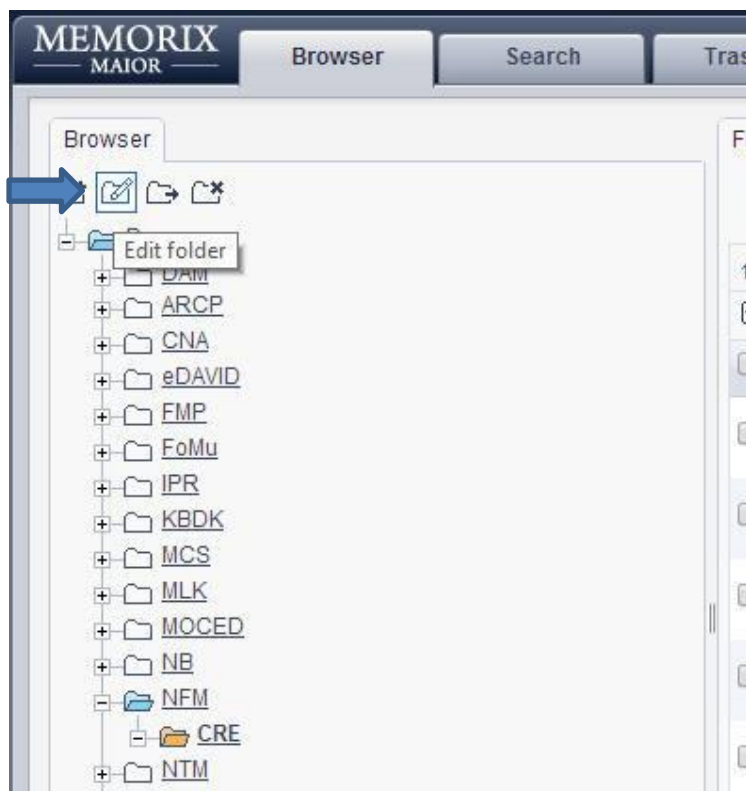 MEMORIX
MAIOR
Browser
Search
Browser
Edit folder
DAM
ARCP
CNA
eDAVID
FMP
FoMu
IPR
KBDK
MCS
MLK
MOCED
NB
NFM
CRE
NTM